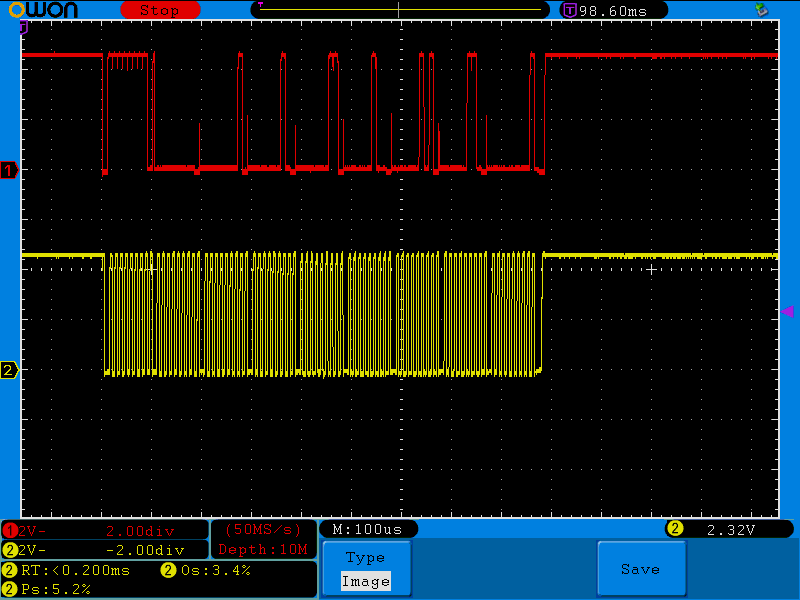 OWON Stop T 98.60ms
T
1
2
1 2V- 2.00div (50MS/s) M:100us 2 2.32V
2 2V- -2.00div Depth:10M
2 RT:<0.200ms 2 Os:3.4% Type Save
2 Ps:5.2% Image